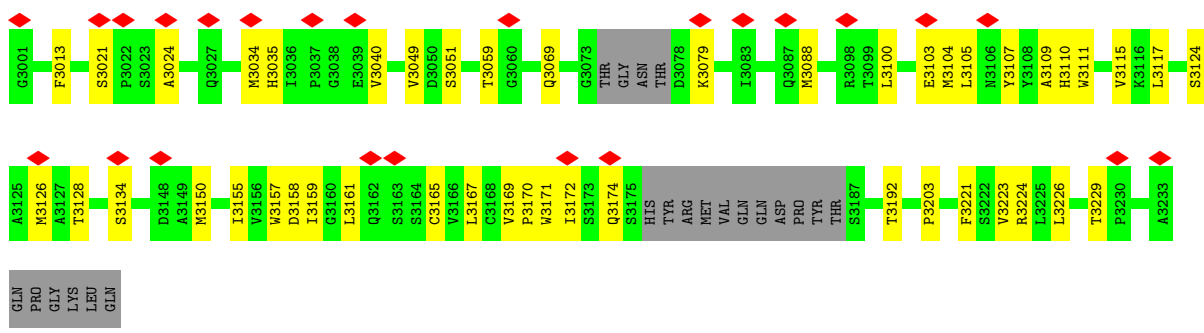 G3001 F3013 S3021 P3022 S3023 A3024 Q3027 M3034 H3035 I3036 P3037 G3038 E3039 V3040 V3049 D3050 S3051 T3059 G3060 Q3069 G3073 THR GLY ASN THR D3078 K3079 I3083 Q3087 M3088 R3098 T3099 L3100 E3103 M3104 L3105 N3106 Y3107 Y3108 A3109 H3110 W3111 V3115 K3116 L3117 S3124
A3125 M3126 A3127 T3128 S3134 D3148 A3149 M3150 I3155 V3156 W3157 D3158 I3159 G3160 L3161 Q3162 S3163 S3164 C3165 V3166 L3167 C3168 V3169 P3170 W3171 I3172 S3173 Q3174 S3175 HIS TYR ARG MET VAL GLN GLN ASP PRO TYR THR S3187 T3192 P3203 F3221 S3222 V3223 R3224 L3225 L3226 T3229 P3230 A3233
GLN PRO GLY LYS LEU GLN